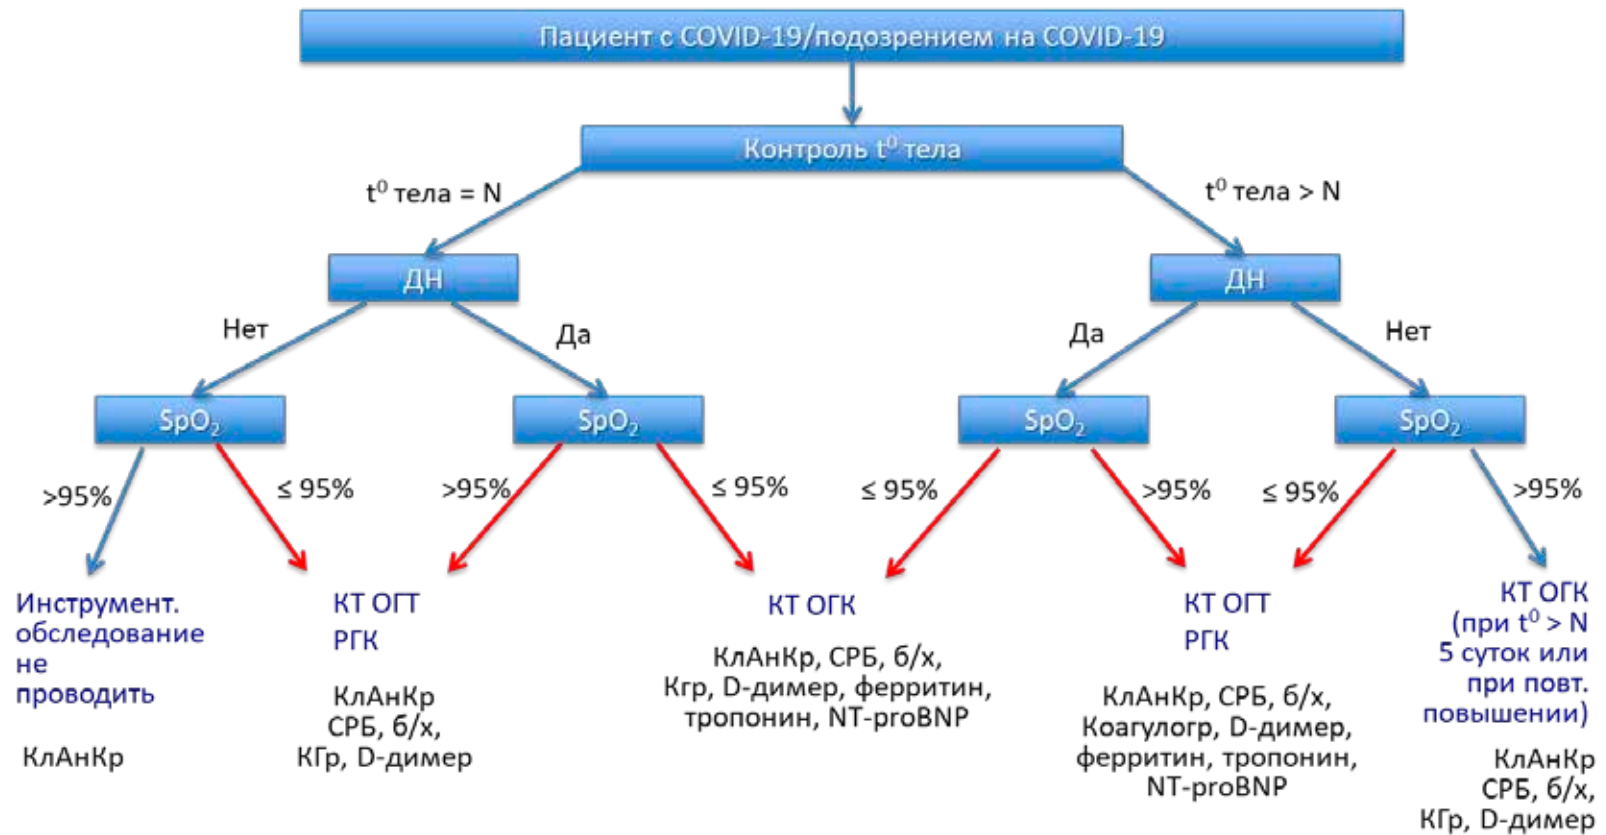 Пациент с COVID-19/подозрением на COVID-19
Контроль t⁰ тела
t⁰ тела = N
t⁰ тела > N
ДН
ДН
Нет
Да
Да
Нет
SpO₂
SpO₂
SpO₂
SpO₂
>95%
≤ 95%
>95%
≤ 95%
≤ 95%
>95%
≤ 95%
>95%
Инструмент.
обследование
не
проводить
КлАнКр
КТ ОГТ
РГК
КлАнКр
СРБ, б/х,
КГр, D-димер
КТ ОГК
КлАнКр, СРБ, б/х,
Кгр, D-димер, ферритин,
тропонин, NT-proBNP
КТ ОГТ
РГК
КлАнКр, СРБ, б/х,
Коагулогр, D-димер,
ферритин, тропонин,
NT-proBNP
КТ ОГК
(при t⁰ > N
5 суток или
при повт.
повышении)
КлАнКр
СРБ, б/х,
КГр, D-димер